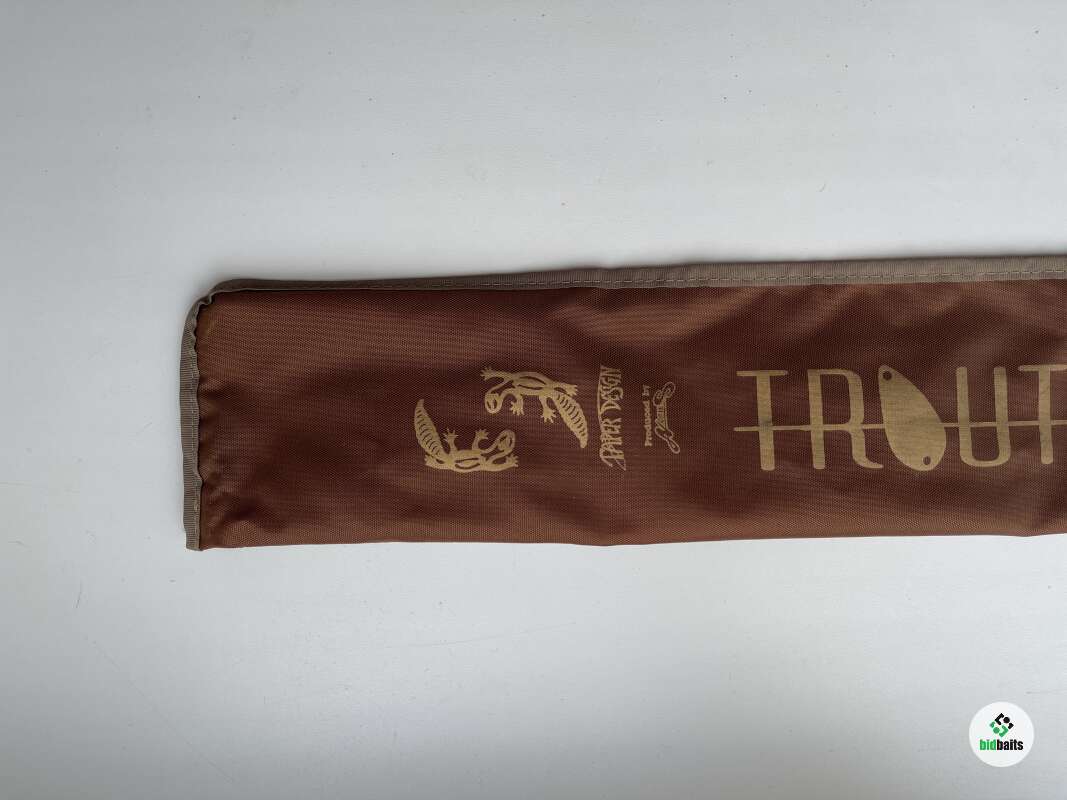 PAPER DESIGN
Produced by
TROUT
bidbaits